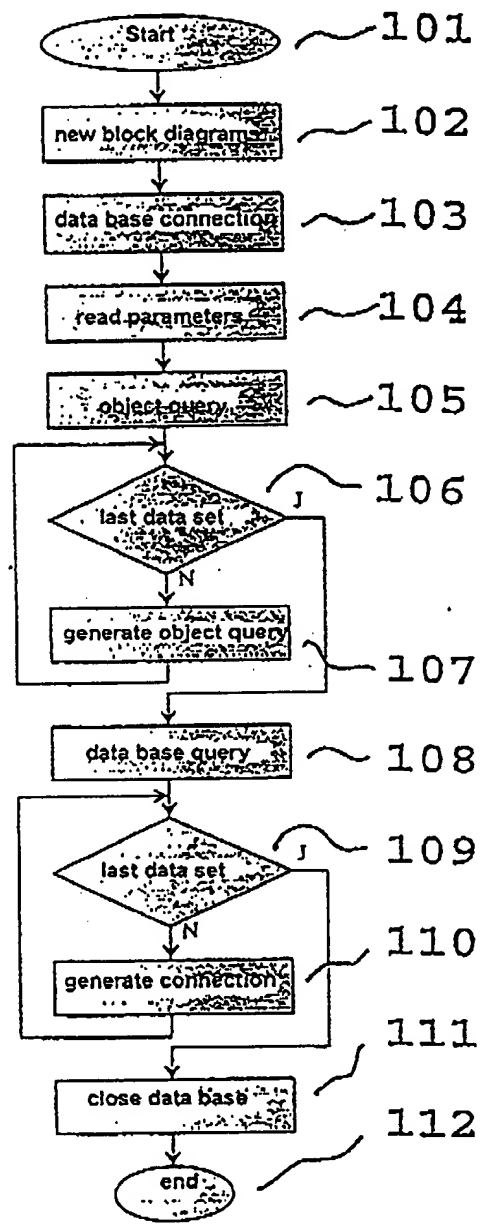 Start 101
new block diagrams 102
data base connection 103
read parameters 104
object query 105
last data set J 106
N
generate object query 107
data base query 108
last data set J 109
N
generate connection 110
close data base 111
end 112